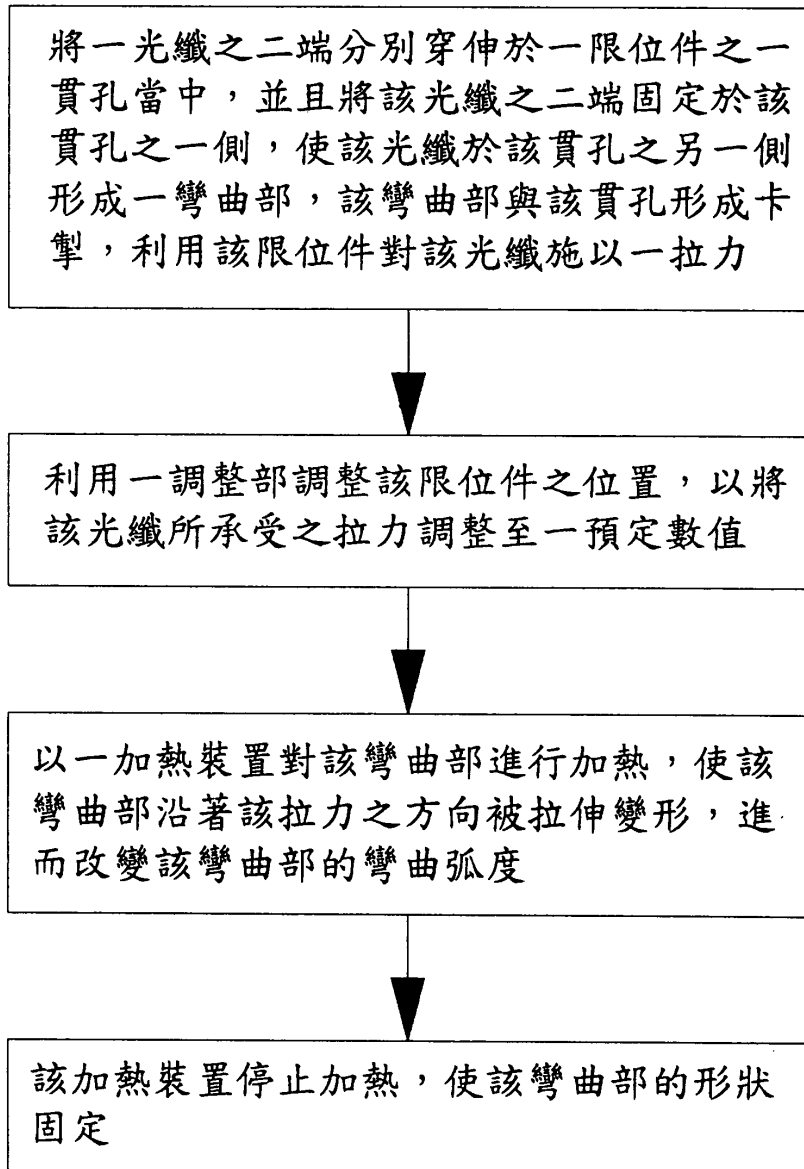 將一光纖之二端分別穿伸於一限位件之一
貫孔當中，並且將該光纖之二端固定於該
貫孔之一側，使該光纖於該貫孔之另一側
形成一彎曲部，該彎曲部與該貫孔形成卡
掣，利用該限位件對該光纖施以一拉力
利用一調整部調整該限位件之位置，以將
該光纖所承受之拉力調整至一預定數值
以一加熱裝置對該彎曲部進行加熱，使該
彎曲部沿著該拉力之方向被拉伸變形，進
而改變該彎曲部的彎曲弧度
該加熱裝置停止加熱，使該彎曲部的形狀
固定